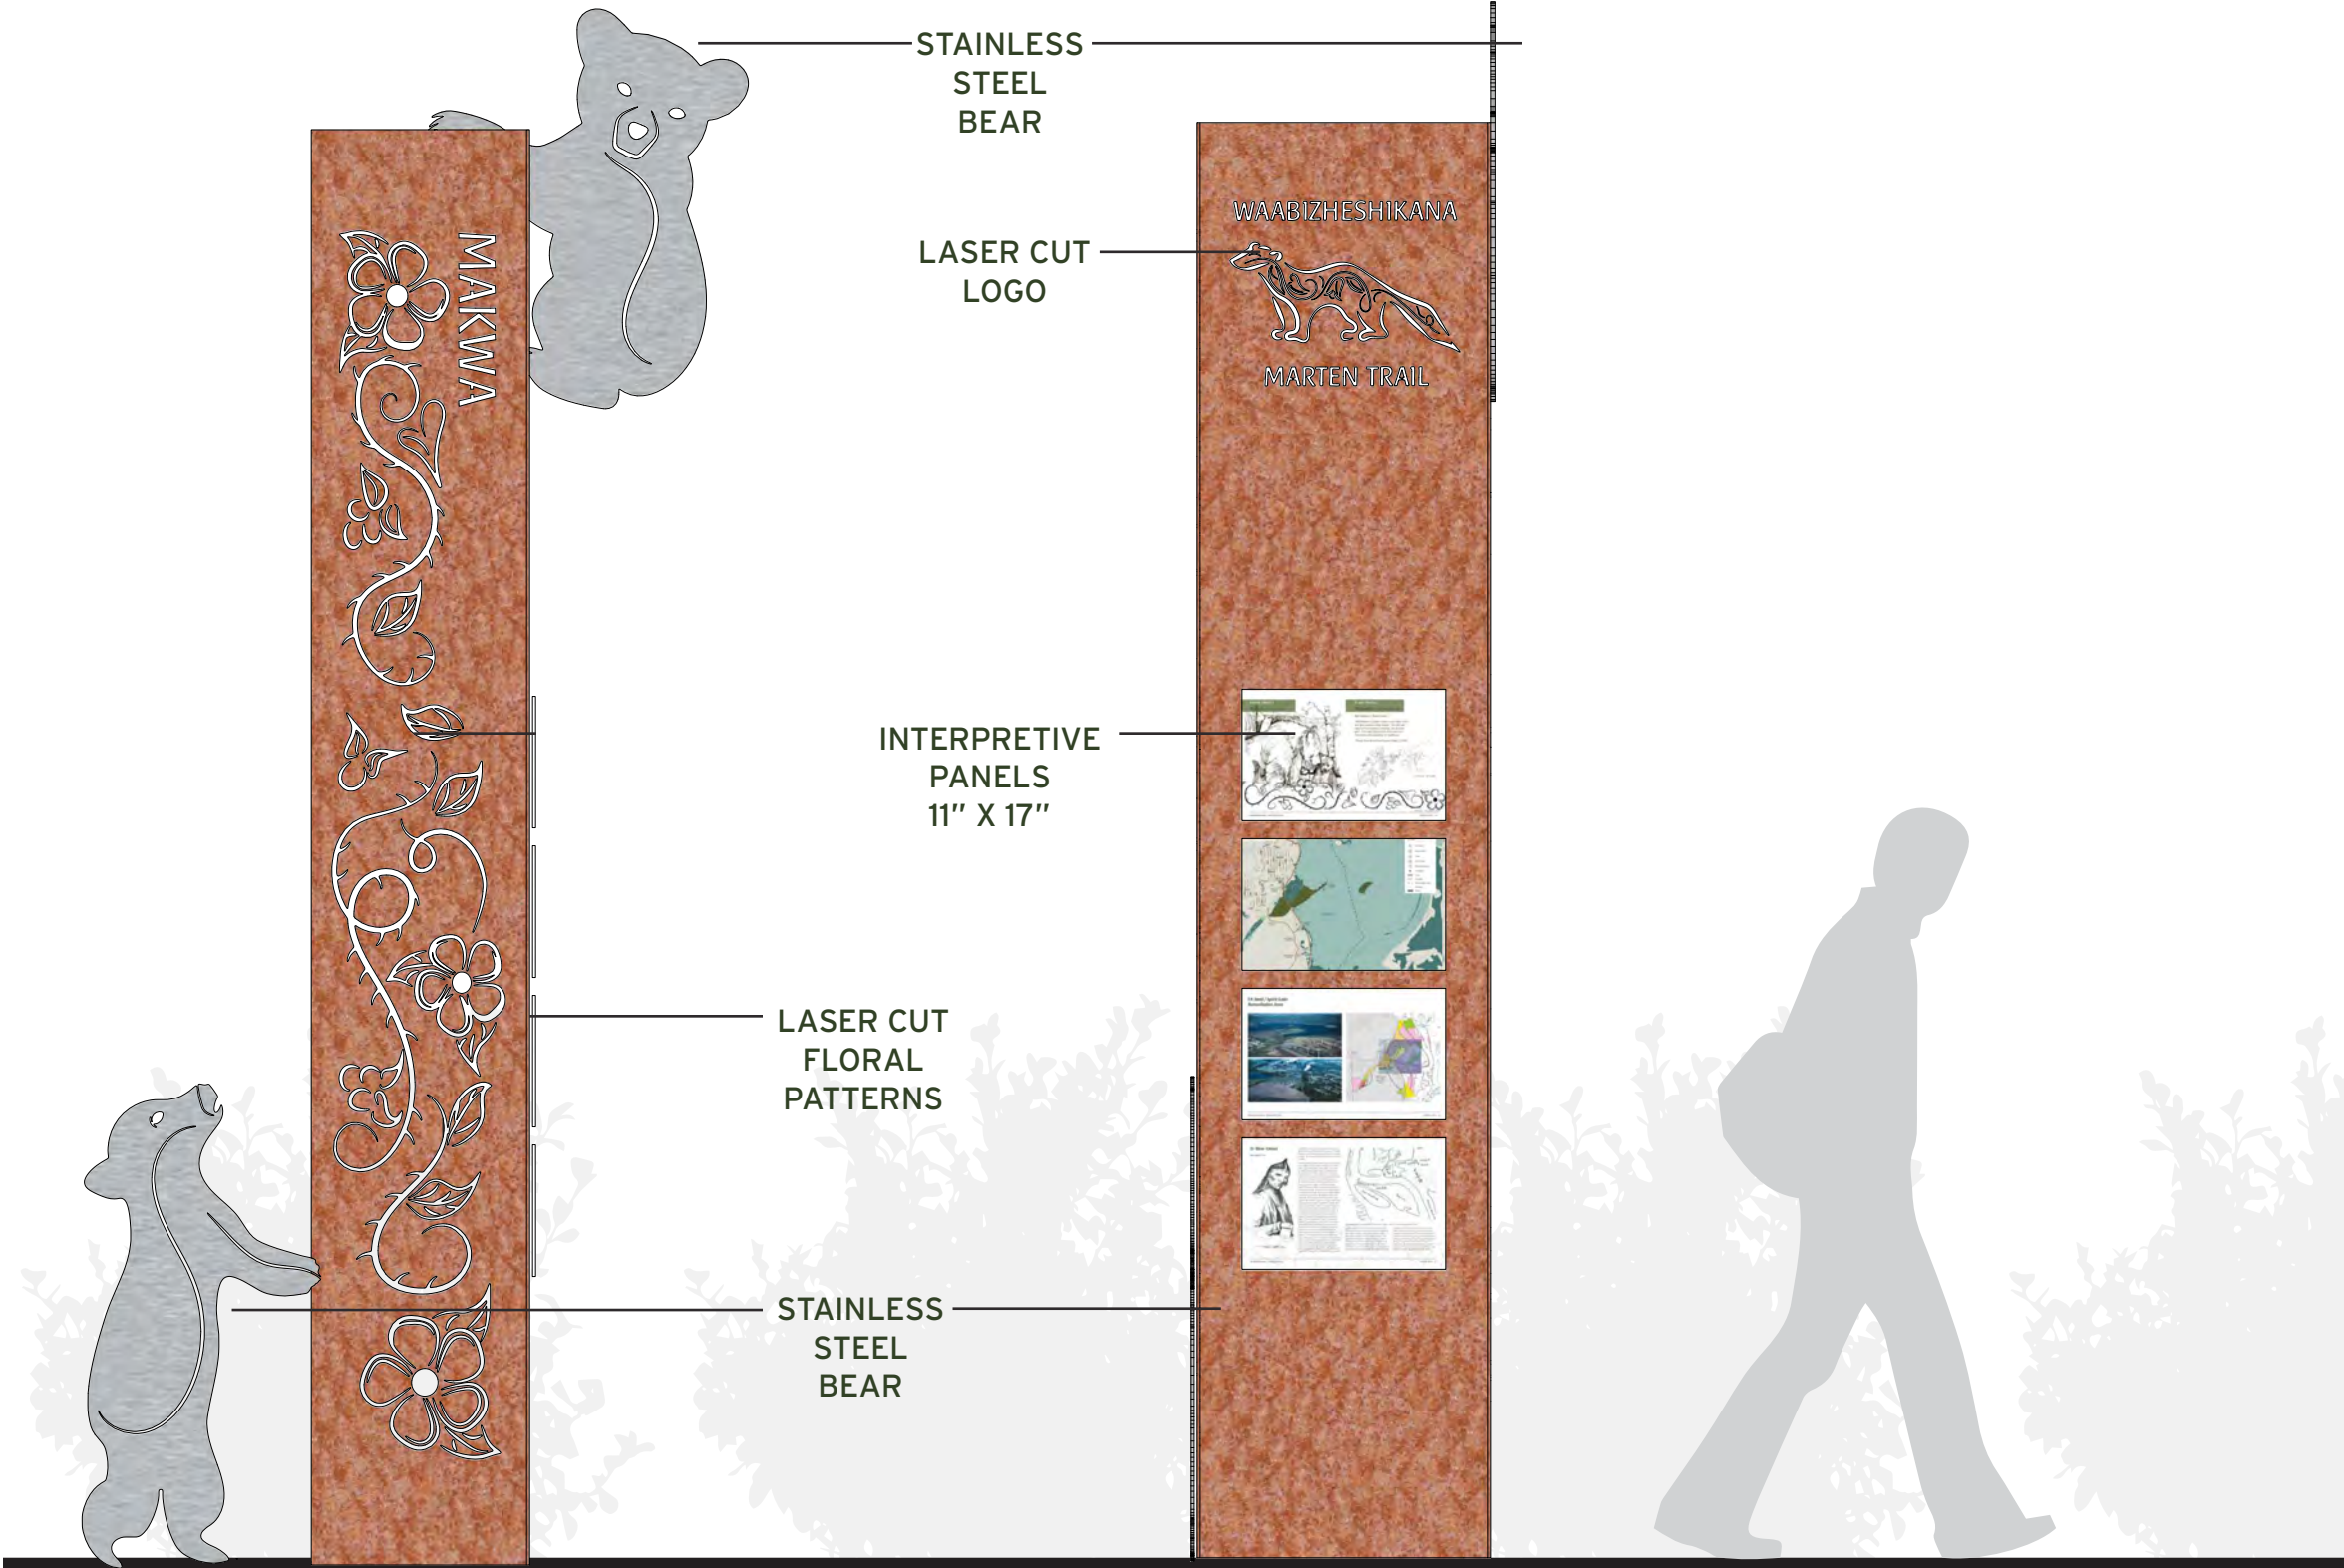 STAINLESS
STEEL
BEAR
WAABIZHESHIKANA
MAKWA
LASER CUT
LOGO
MARTEN TRAIL
INTERPRETIVE
PANELS
11" X 17"
LASER CUT
FLORAL
PATTERNS
STAINLESS
STEEL
BEAR